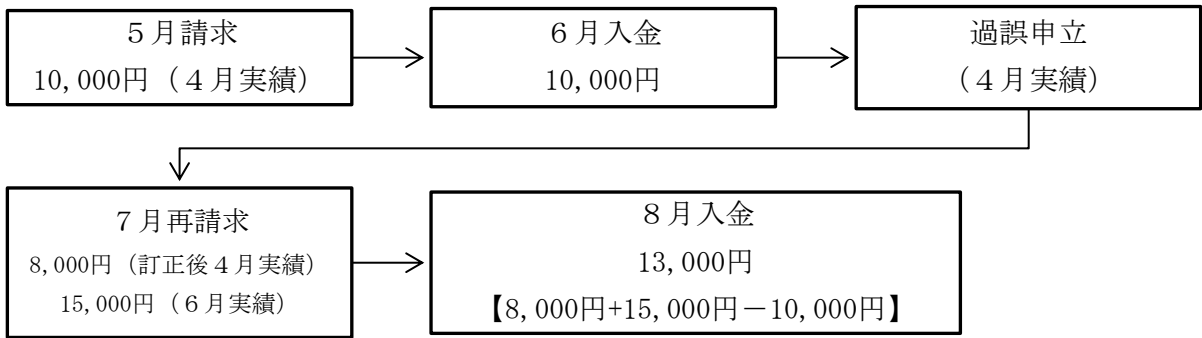 ５月請求
10,000円（４月実績）
６月入金
10,000円
過誤申立
（４月実績）
７月再請求
8,000円（訂正後４月実績）
15,000円（６月実績）
８月入金
13,000円
【8,000円+15,000円－10,000円】